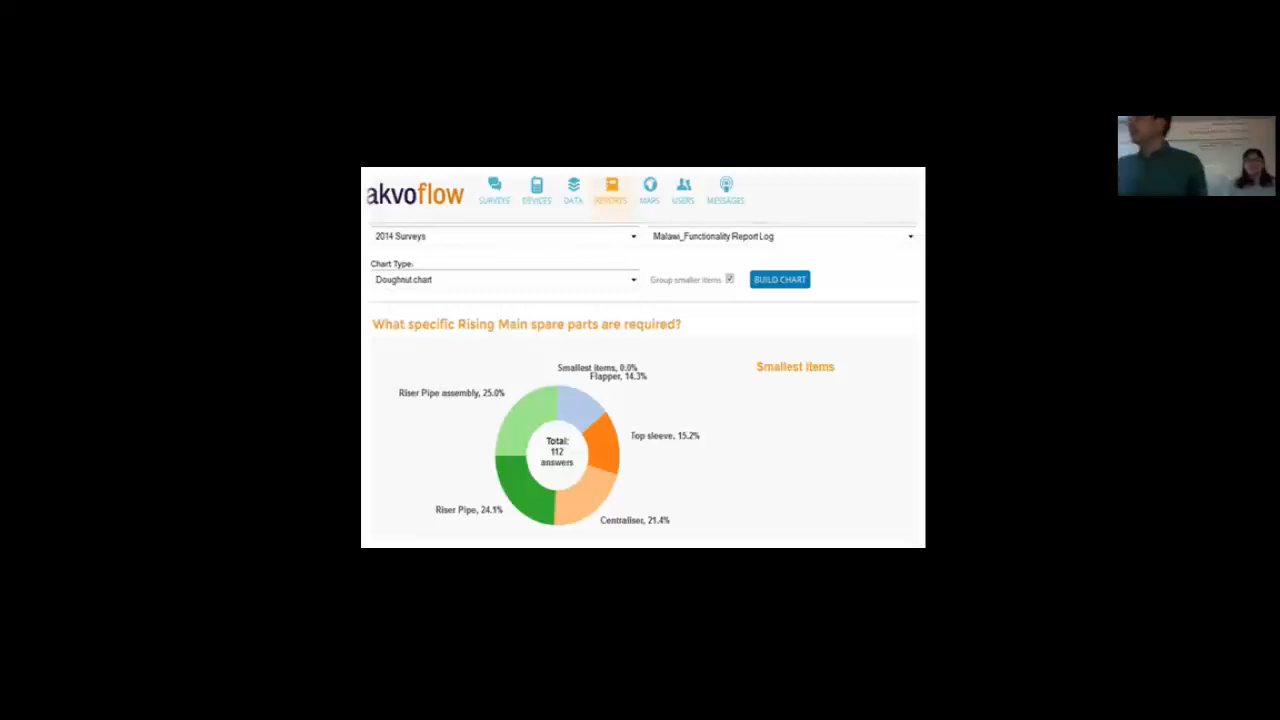 akvoflow
SURVEYS DEVICES DATA REPORTS MAPS USERS MESSAGES
2014 Surveys Malawi_Functionality Report Log
Chart Type:
Doughnut chart Group smaller items BUILD CHART
What specific Rising Main spare parts are required?
Smallest items
Smallest items, 0.0%
Flapper, 14.3%
Riser Pipe assembly, 25.0%
Top sleeve, 15.2%
Total:
112
answers
Riser Pipe, 24.1%
Centraliser, 21.4%